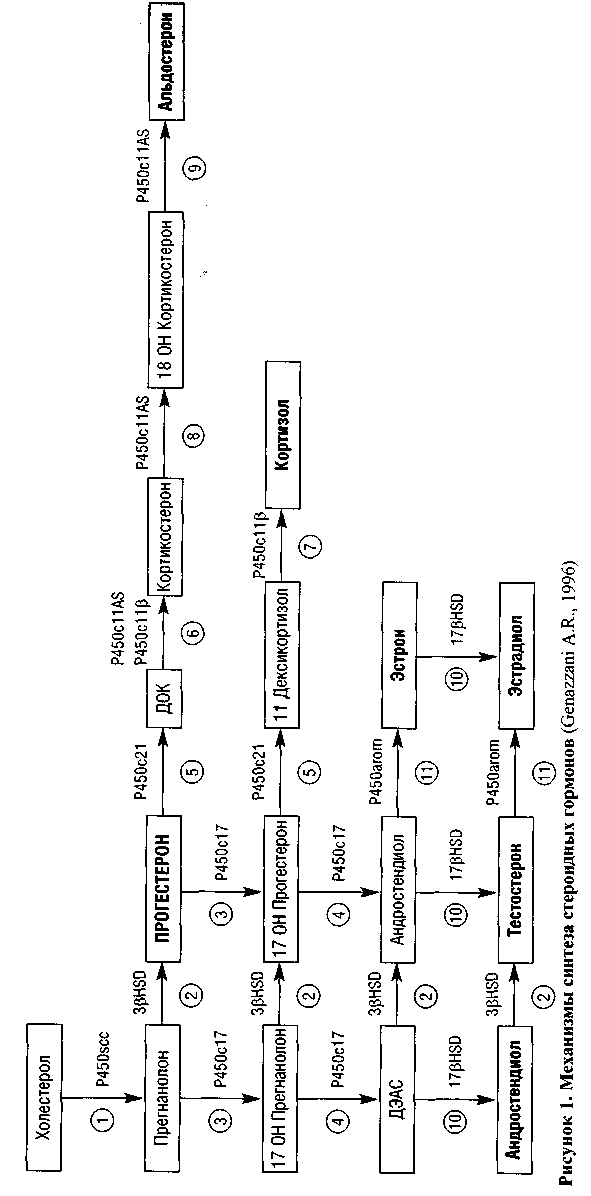 Холестерол
1
P450scc
Прегнанолон
3βHSD
2
ПРОГЕСТЕРОН
P450c21
5
ДОК
P450c11AS
P450c11β
6
Кортикостерон
P450c11AS
8
18 ОН Кортикостерон
P450c11AS
9
Альдостерон
3
P450c17
3
P450c17
17 ОН Прегнанолон
3βHSD
2
17 ОН Прогестерон
P450c21
5
11 Дексикортизол
P450c11β
7
Кортизол
4
P450c17
4
P450c17
ДЭАС
3βHSD
2
Андростендиол
P450arom
11
Эстрон
10
17βHSD
10
17βHSD
10
17βHSD
Андростендиол
3βHSD
2
Тестостерон
P450arom
11
Эстрадиол
Рисунок 1. Механизмы синтеза стероидных гормонов (Genazzani A.R., 1996)